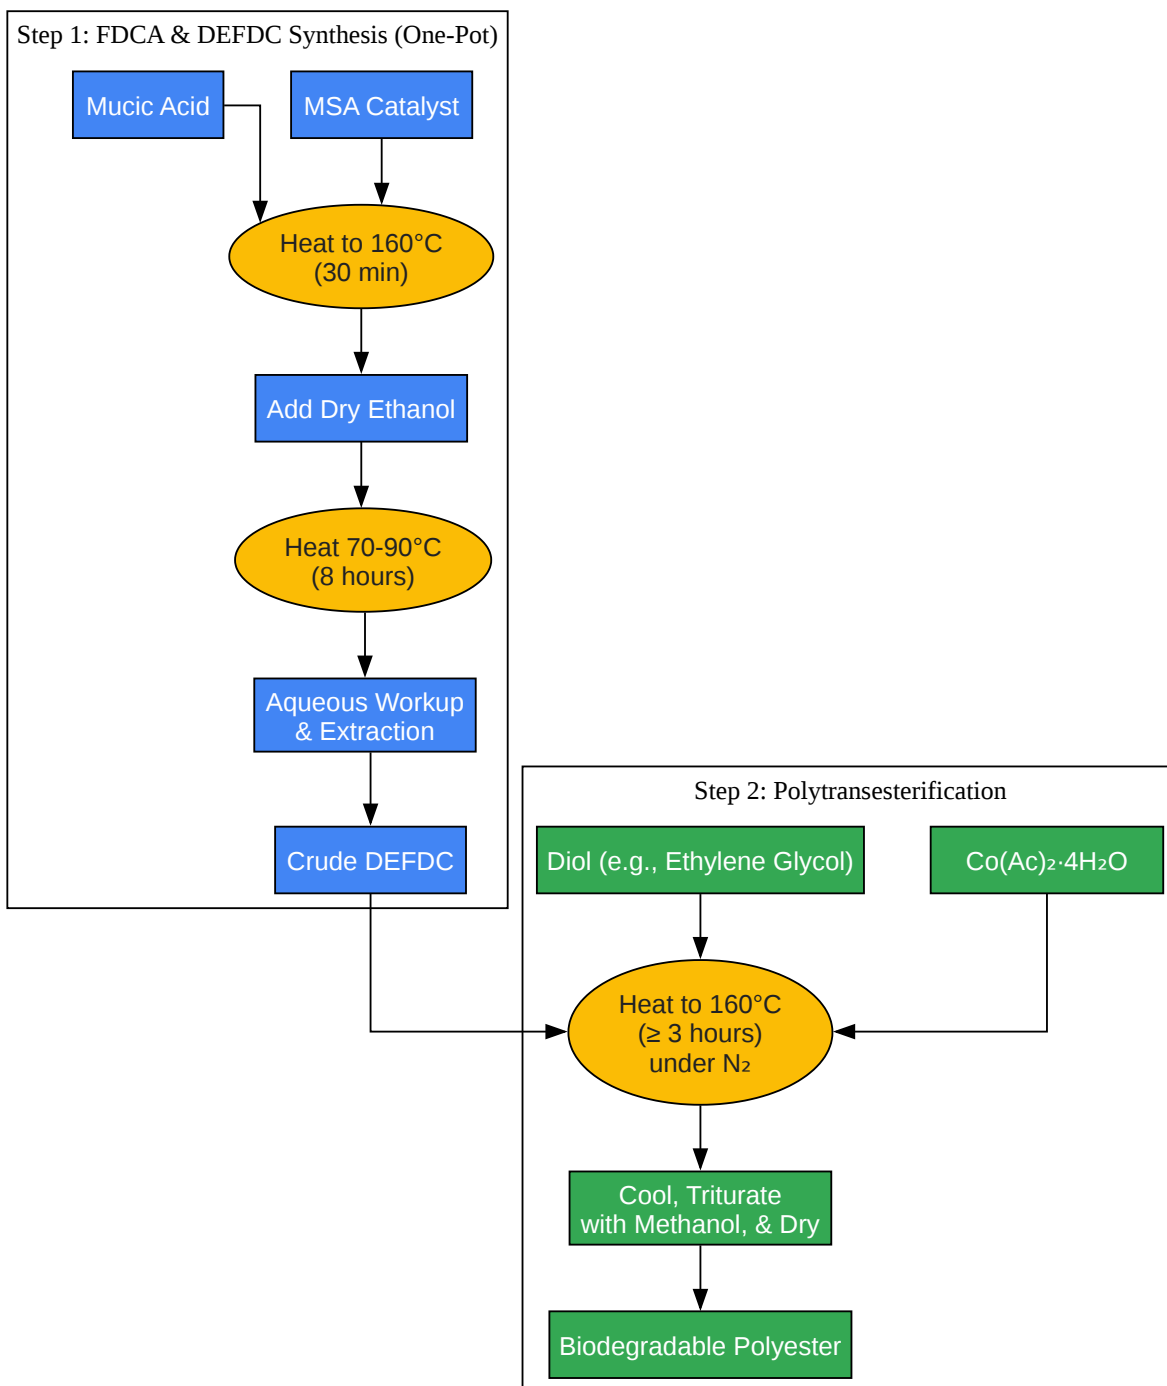 Step 1: FDCA & DEFDC Synthesis (One-Pot)
Mucic Acid
MSA Catalyst
Heat to 160°C
(30 min)
Add Dry Ethanol
Heat 70-90°C
(8 hours)
Aqueous Workup
& Extraction
Crude DEFDC
Step 2: Polytransesterification
Diol (e.g., Ethylene Glycol)
Co(Ac)₂·4H₂O
Heat to 160°C
(≥ 3 hours)
under N₂
Cool, Triturate
with Methanol, & Dry
Biodegradable Polyester